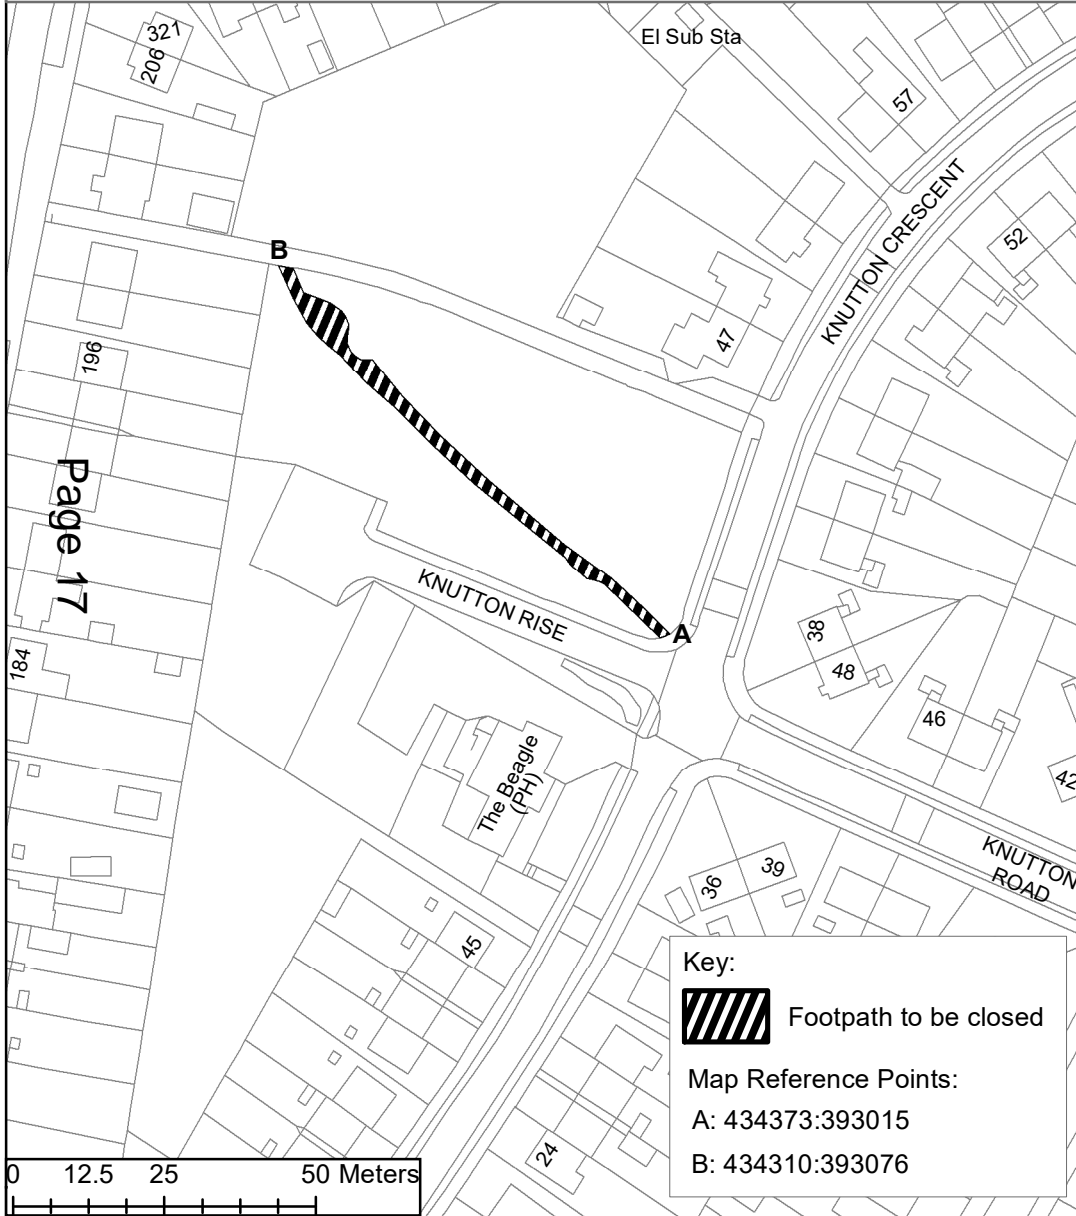 321
206
El Sub Sta
57
KNUTTON CRESCENT
52
B
47
196
Page 17
KNUTTON RISE
A
38
48
184
46
42
The Beagle
(PH)
KNUTTON
ROAD
39
36
45
24
Key:
Footpath to be closed
Map Reference Points:
A: 434373:393015
B: 434310:393076
0 12.5 25 50 Meters